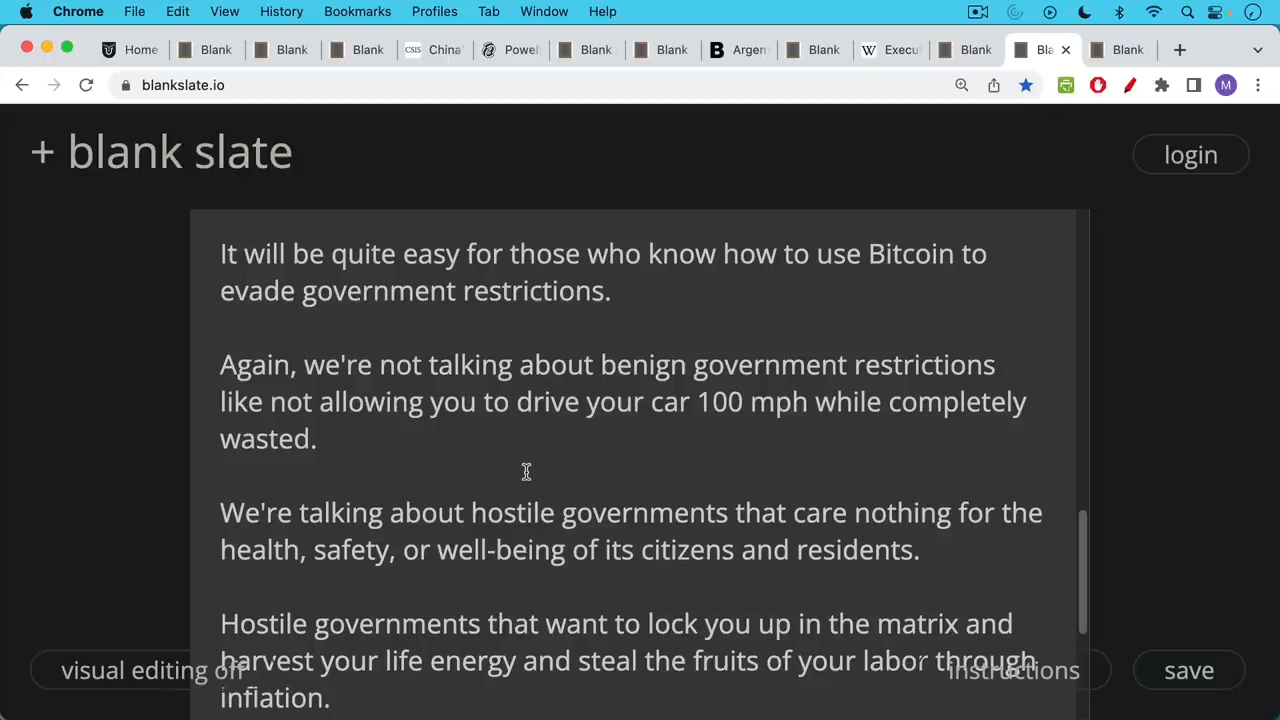 Chrome File Edit View History Bookmarks Profiles Tab Window Help
Home Blank Blank Blank CSIS China' Powell Blank Blank B Argen Blank W Execu Blank Bla Blank
blankslate.io M
+ blank slate login
It will be quite easy for those who know how to use Bitcoin to
evade government restrictions.
Again, we're not talking about benign government restrictions
like not allowing you to drive your car 100 mph while completely
wasted.
We're talking about hostile governments that care nothing for the
health, safety, or well-being of its citizens and residents.
Hostile governments that want to lock you up in the matrix and
harvest your life energy and steal the fruits of your labor through
inflation.
visual editing off instructions save